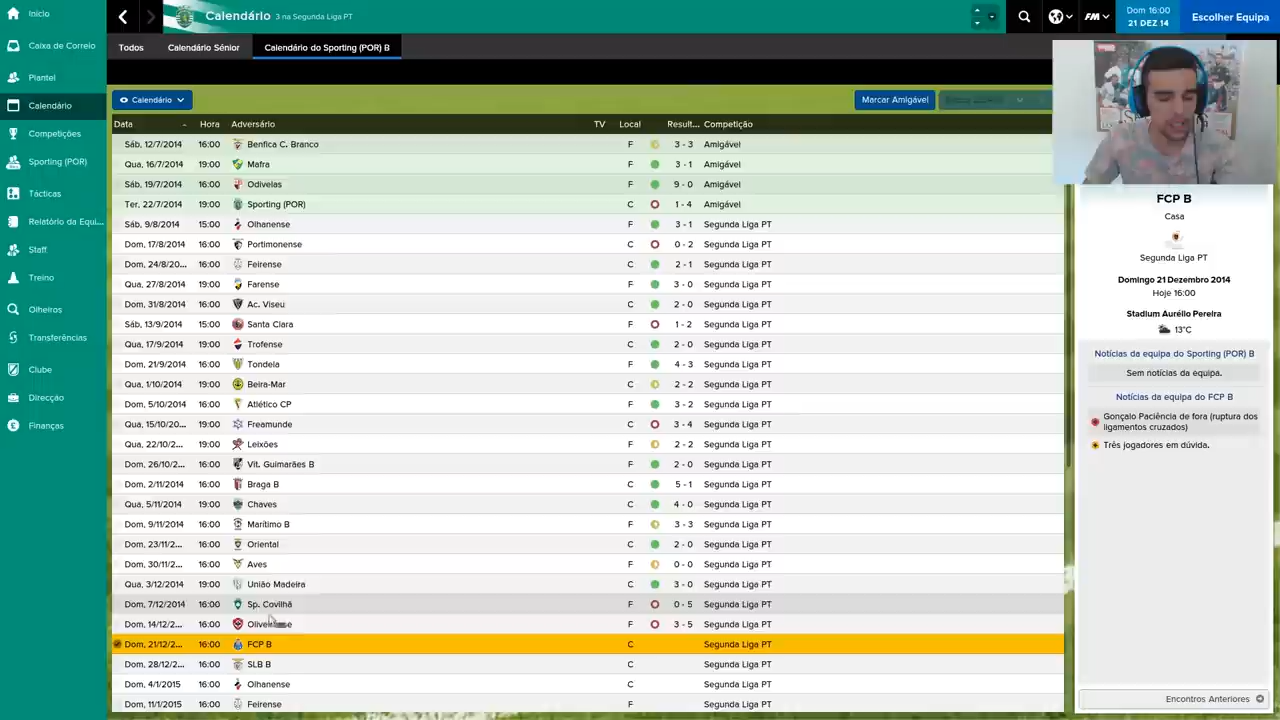 Início
Calendário 3 na Segunda Liga PT
FM
Dom 16:00
21 DEZ 14
Escolher Equipa
Caixa de Correio
Plantel
Calendário
Competições
Sporting (POR)
Tácticas
Relatório da Equi...
Staff
Treino
Olheiros
Transferências
Clube
Direcção
Finanças
Todos Calendário Sénior Calendário do Sporting (POR) B
Calendário Marcar Amigável
Data Hora Adversário TV Local Result... Competição
Sáb, 12/7/2014 16:00 Benfica C. Branco F 3 - 3 Amigável
Qua, 16/7/2014 19:00 Mafra F 3 - 1 Amigável
Sáb, 19/7/2014 16:00 Odivelas F 9 - 0 Amigável
Ter, 22/7/2014 19:00 Sporting (POR) C 1 - 4 Amigável
Sáb, 9/8/2014 15:00 Olhanense F 3 - 1 Segunda Liga PT
Dom, 17/8/2014 16:00 Portimonense C 0 - 2 Segunda Liga PT
Dom, 24/8/20... 16:00 Feirense C 2 - 1 Segunda Liga PT
Qua, 27/8/2014 19:00 Farense F 3 - 0 Segunda Liga PT
Dom, 31/8/2014 16:00 Ac. Viseu C 2 - 0 Segunda Liga PT
Sáb, 13/9/2014 15:00 Santa Clara F 1 - 2 Segunda Liga PT
Qua, 17/9/2014 19:00 Trofense C 2 - 0 Segunda Liga PT
Dom, 21/9/2014 16:00 Tondela F 4 - 3 Segunda Liga PT
Qua, 1/10/2014 19:00 Beira-Mar C 2 - 2 Segunda Liga PT
Dom, 5/10/2014 16:00 Atlético CP F 3 - 2 Segunda Liga PT
Qua, 15/10/20... 19:00 Freamunde C 3 - 4 Segunda Liga PT
Qua, 22/10/2... 19:00 Leixões F 2 - 2 Segunda Liga PT
Dom, 26/10/2... 16:00 Vit. Guimarães B F 2 - 0 Segunda Liga PT
Dom, 2/11/2014 16:00 Braga B C 5 - 1 Segunda Liga PT
Qua, 5/11/2014 19:00 Chaves C 4 - 0 Segunda Liga PT
Dom, 9/11/2014 16:00 Marítimo B F 3 - 3 Segunda Liga PT
Dom, 23/11/2... 16:00 Oriental C 2 - 0 Segunda Liga PT
Dom, 30/11/2... 16:00 Aves F 0 - 0 Segunda Liga PT
Qua, 3/12/2014 19:00 União Madeira C 3 - 0 Segunda Liga PT
Dom, 7/12/2014 16:00 Sp. Covilhã F 0 - 5 Segunda Liga PT
Dom, 14/12/2... 16:00 Oliveirense F 3 - 5 Segunda Liga PT
Dom, 21/12/2... 16:00 FCP B C Segunda Liga PT
Dom, 28/12/2... 16:00 SLB B C Segunda Liga PT
Dom, 4/1/2015 16:00 Olhanense C Segunda Liga PT
Dom, 11/1/2015 16:00 Feirense F Segunda Liga PT
FCP B
Casa
Segunda Liga PT
Domingo 21 Dezembro 2014
Hoje 16:00
Stadium Aurélio Pereira
13°C
Notícias da equipa do Sporting (POR) B
Sem notícias da equipa.
Notícias da equipa do FCP B
Gonçalo Paciência de fora (ruptura dos
ligamentos cruzados)
Três jogadores em dúvida.
Encontros Anteriores